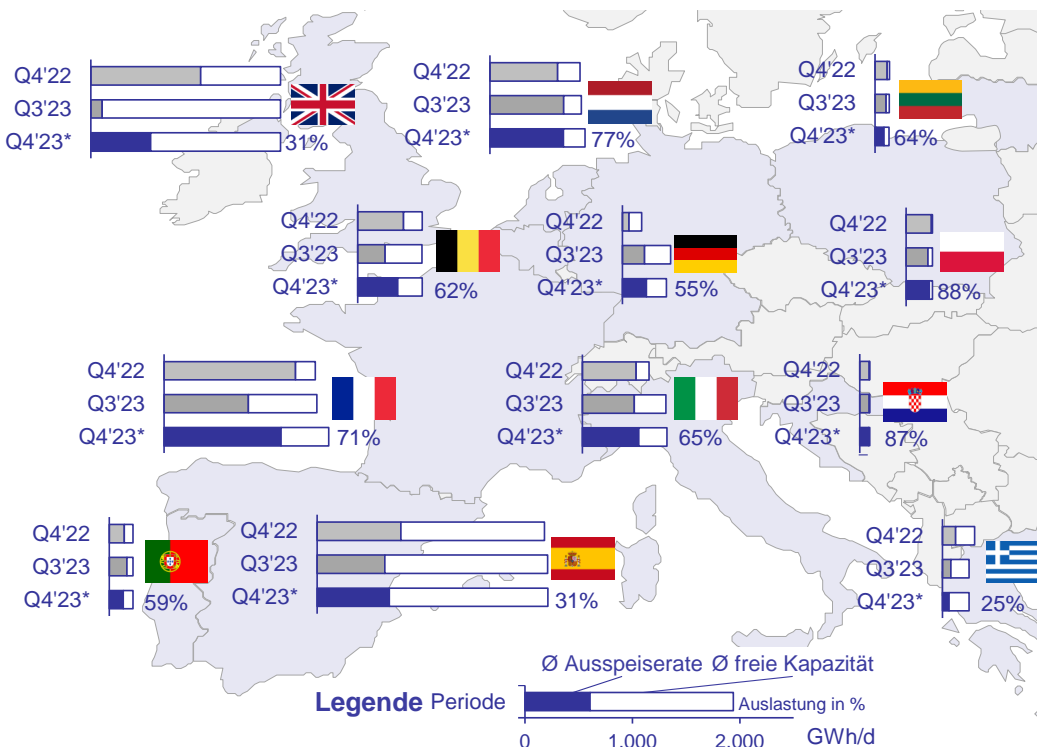 Q4'22
Q3'23
Q4'23*
31%
Q4'22
Q3'23
Q4'23*
77%
Q4'22
Q3'23
Q4'23*
64%
Q4'22
Q3'23
Q4'23*
62%
Q4'22
Q3'23
Q4'23*
55%
Q4'22
Q3'23
Q4'23*
88%
Q4'22
Q3'23
Q4'23*
71%
Q4'22
Q3'23
Q4'23*
65%
Q4'22
Q3'23
Q4'23*
87%
Q4'22
Q3'23
Q4'23*
59%
Q4'22
Q3'23
Q4'23*
31%
Q4'22
Q3'23
Q4'23*
25%
Ø Ausspeiserate Ø freie Kapazität
Legende Periode
Auslastung in %
0 1.000 2.000
GWh/d